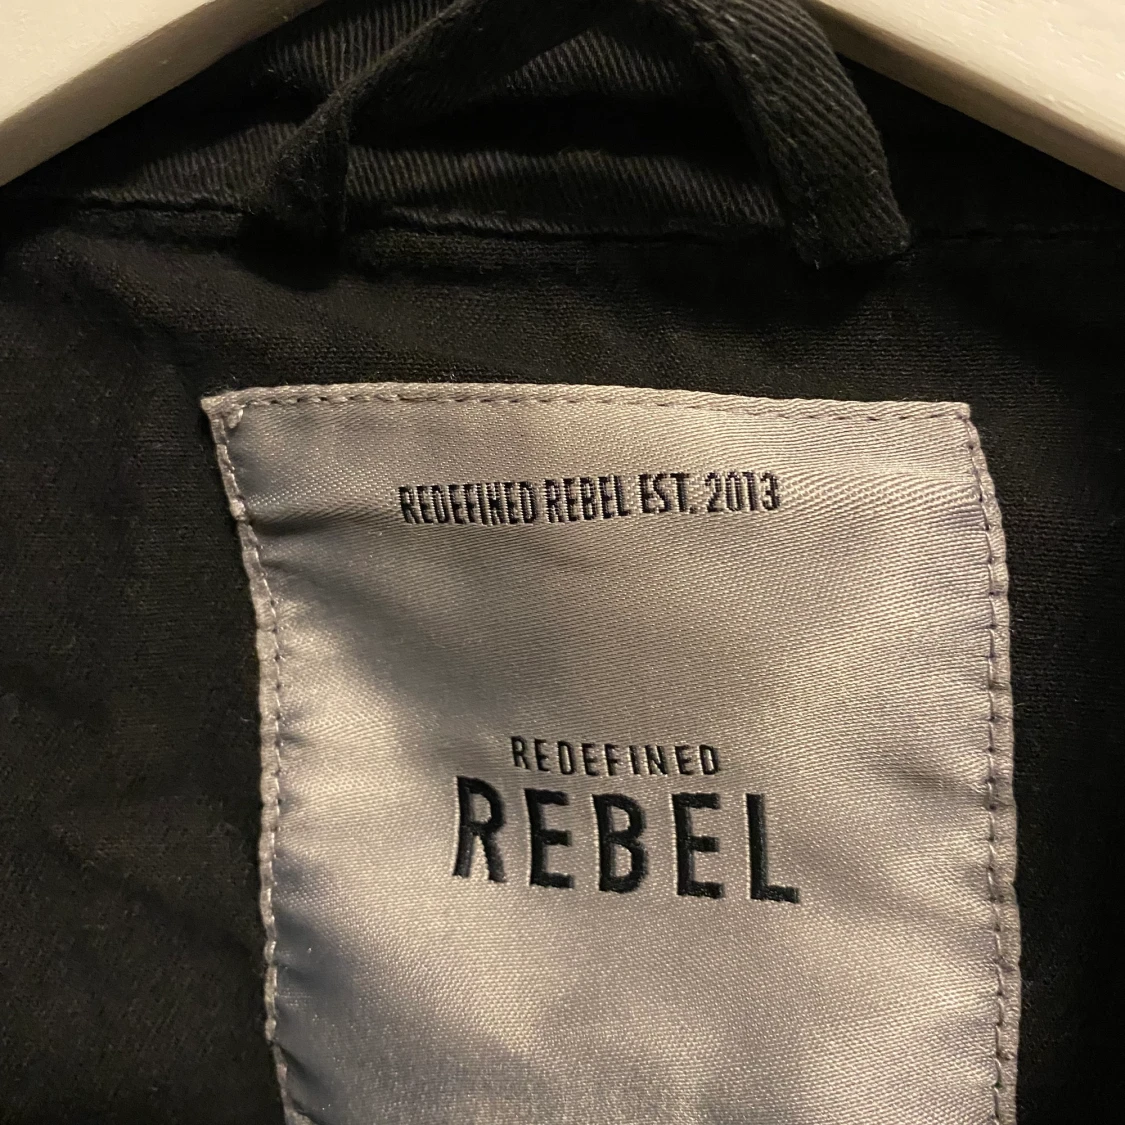 REDEFINED REBEL EST. 2013
REDEFINED
REBEL